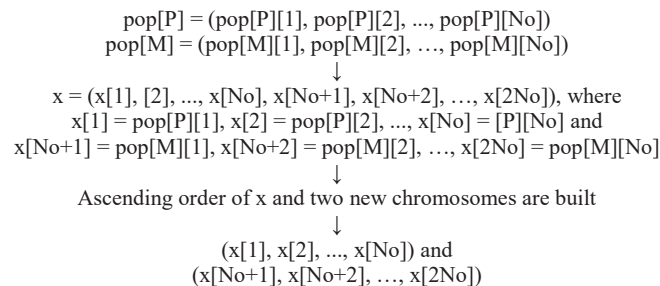 pop[P] = (pop[P][1], pop[P][2], ..., pop[P][No])
pop[M] = (pop[M][1], pop[M][2], …, pop[M][No])
↓
x = (x[1], [2], ..., x[No], x[No+1], x[No+2], …, x[2No]), where
x[1] = pop[P][1], x[2] = pop[P][2], ..., x[No] = [P][No] and
x[No+1] = pop[M][1], x[No+2] = pop[M][2], …, x[2No] = pop[M][No]
↓
Ascending order of x and two new chromosomes are built
↓
(x[1], x[2], ..., x[No]) and
(x[No+1], x[No+2], …, x[2No])